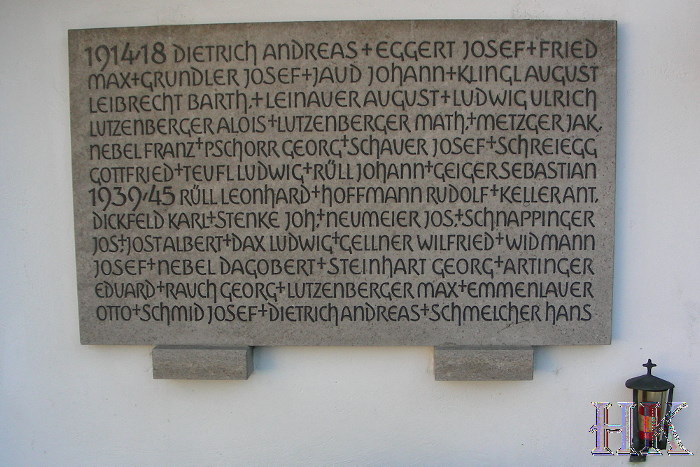 1914-18 DIETRICH ANDREAS+EGGERT JOSEF+FRIED
MAX+GRUNDLER JOSEF+JAUD JOHANN+KLINGL AUGUST
LEIBRECHT BARTH.+LEINAUER AUGUST+LUDWIG ULRICH
LUTZENBERGER ALOIS+LUTZENBERGER MATH.+METZGER JAK.
NEBEL FRANZ+PSCHORR GEORG+SCHAUER JOSEF+SCHREIEGG
GOTTFRIED+TEUFL LUDWIG+RÜLL JOHANN+GEIGER SEBASTIAN
1939/45 RÜLL LEONHARD+HOFFMANN RUDOLF+KELLER ANT.
DICKFELD KARL+STENKE JOH.+NEUMEIER JOS.+SCHNAPPINGER
JOS+JOST ALBERT+DAX LUDWIG+GELLNER WILFRIED+WIDMANN
JOSEF+NEBEL DAGOBERT+STEINHART GEORG+ARTINGER
EDUARD+RAUCH GEORG+LUTZENBERGER MAX+EMMENLAUER
OTTO+SCHMID JOSEF+DIETRICH ANDREAS+SCHMELCHER HANS
HK